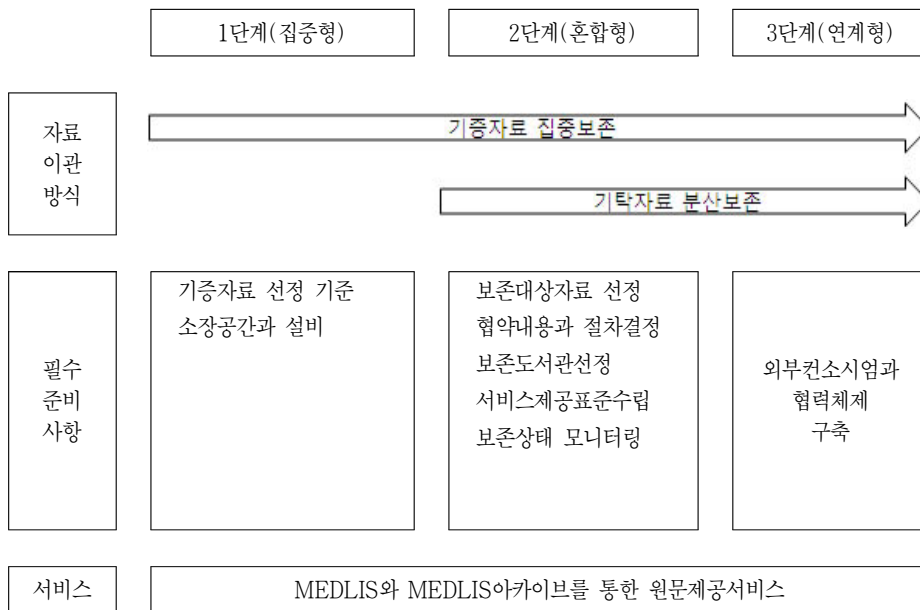 1단계(집중형)
2단계(혼합형)
3단계(연계형)
자료
이관
방식
기증자료 집중보존
기탁자료 분산보존
필수
준비
사항
기증자료 선정 기준
소장공간과 설비
보존대상자료 선정
협약내용과 절차결정
보존도서관선정
서비스제공표준수립
보존상태 모니터링
외부컨소시엄과
협력체제
구축
서비스
MEDLIS와 MEDLIS아카이브를 통한 원문제공서비스